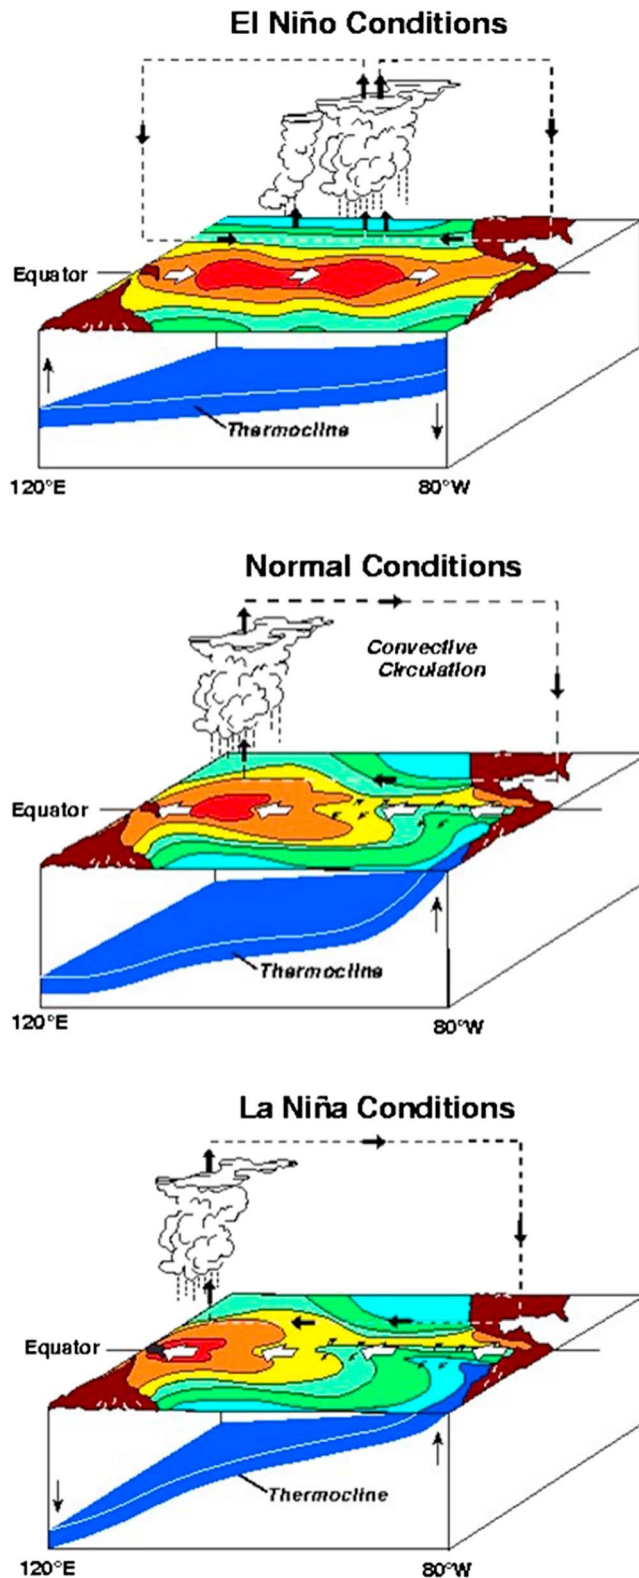 El Niño Conditions
Equator
Thermocline
120°E
80°W
Normal Conditions
Convective
Circulation
Equator
Thermocline
120°E
80°W
La Niña Conditions
Equator
Thermocline
120°E
80°W